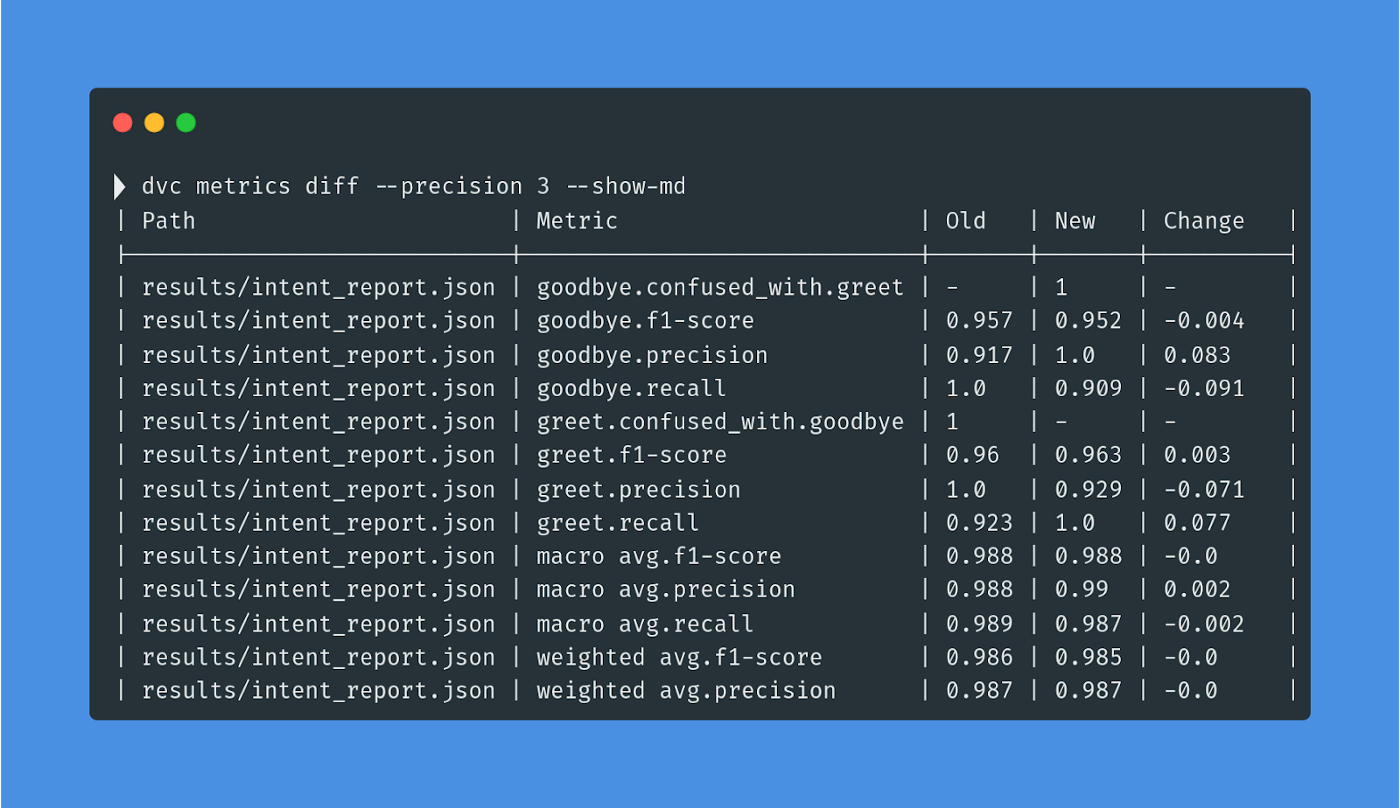 dvc metrics diff --precision 3 --show-md
| Path | Metric | Old | New | Change |
| results/intent_report.json | goodbye.confused_with.greet | - | 1 | - |
| results/intent_report.json | goodbye.f1-score | 0.957 | 0.952 | -0.004 |
| results/intent_report.json | goodbye.precision | 0.917 | 1.0 | 0.083 |
| results/intent_report.json | goodbye.recall | 1.0 | 0.909 | -0.091 |
| results/intent_report.json | greet.confused_with.goodbye | 1 | - | - |
| results/intent_report.json | greet.f1-score | 0.96 | 0.963 | 0.003 |
| results/intent_report.json | greet.precision | 1.0 | 0.929 | -0.071 |
| results/intent_report.json | greet.recall | 0.923 | 1.0 | 0.077 |
| results/intent_report.json | macro avg.f1-score | 0.988 | 0.988 | -0.0 |
| results/intent_report.json | macro avg.precision | 0.988 | 0.99 | 0.002 |
| results/intent_report.json | macro avg.recall | 0.989 | 0.987 | -0.002 |
| results/intent_report.json | weighted avg.f1-score | 0.986 | 0.985 | -0.0 |
| results/intent_report.json | weighted avg.precision | 0.987 | 0.987 | -0.0 |